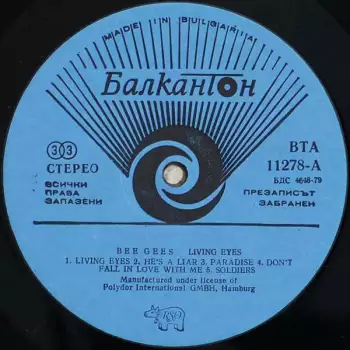 MADE IN BULGARIA
Балкантон
33
СТЕРЕО
ВСИЧКИ
ПРАВА
ЗАПАЗЕНИ
ВТА
11278-А
БДС 4648-79
ПРЕЗАПИСЪТ
ЗАБРАНЕН
BEE GEES LIVING EYES
1. LIVING EYES 2. HE'S A LIAR 3. PARADISE 4. DON'T
FALL IN LOVE WITH ME 5. SOLDIERS
Manufactured under license of
Polydor International GMBH, Hamburg
RSO